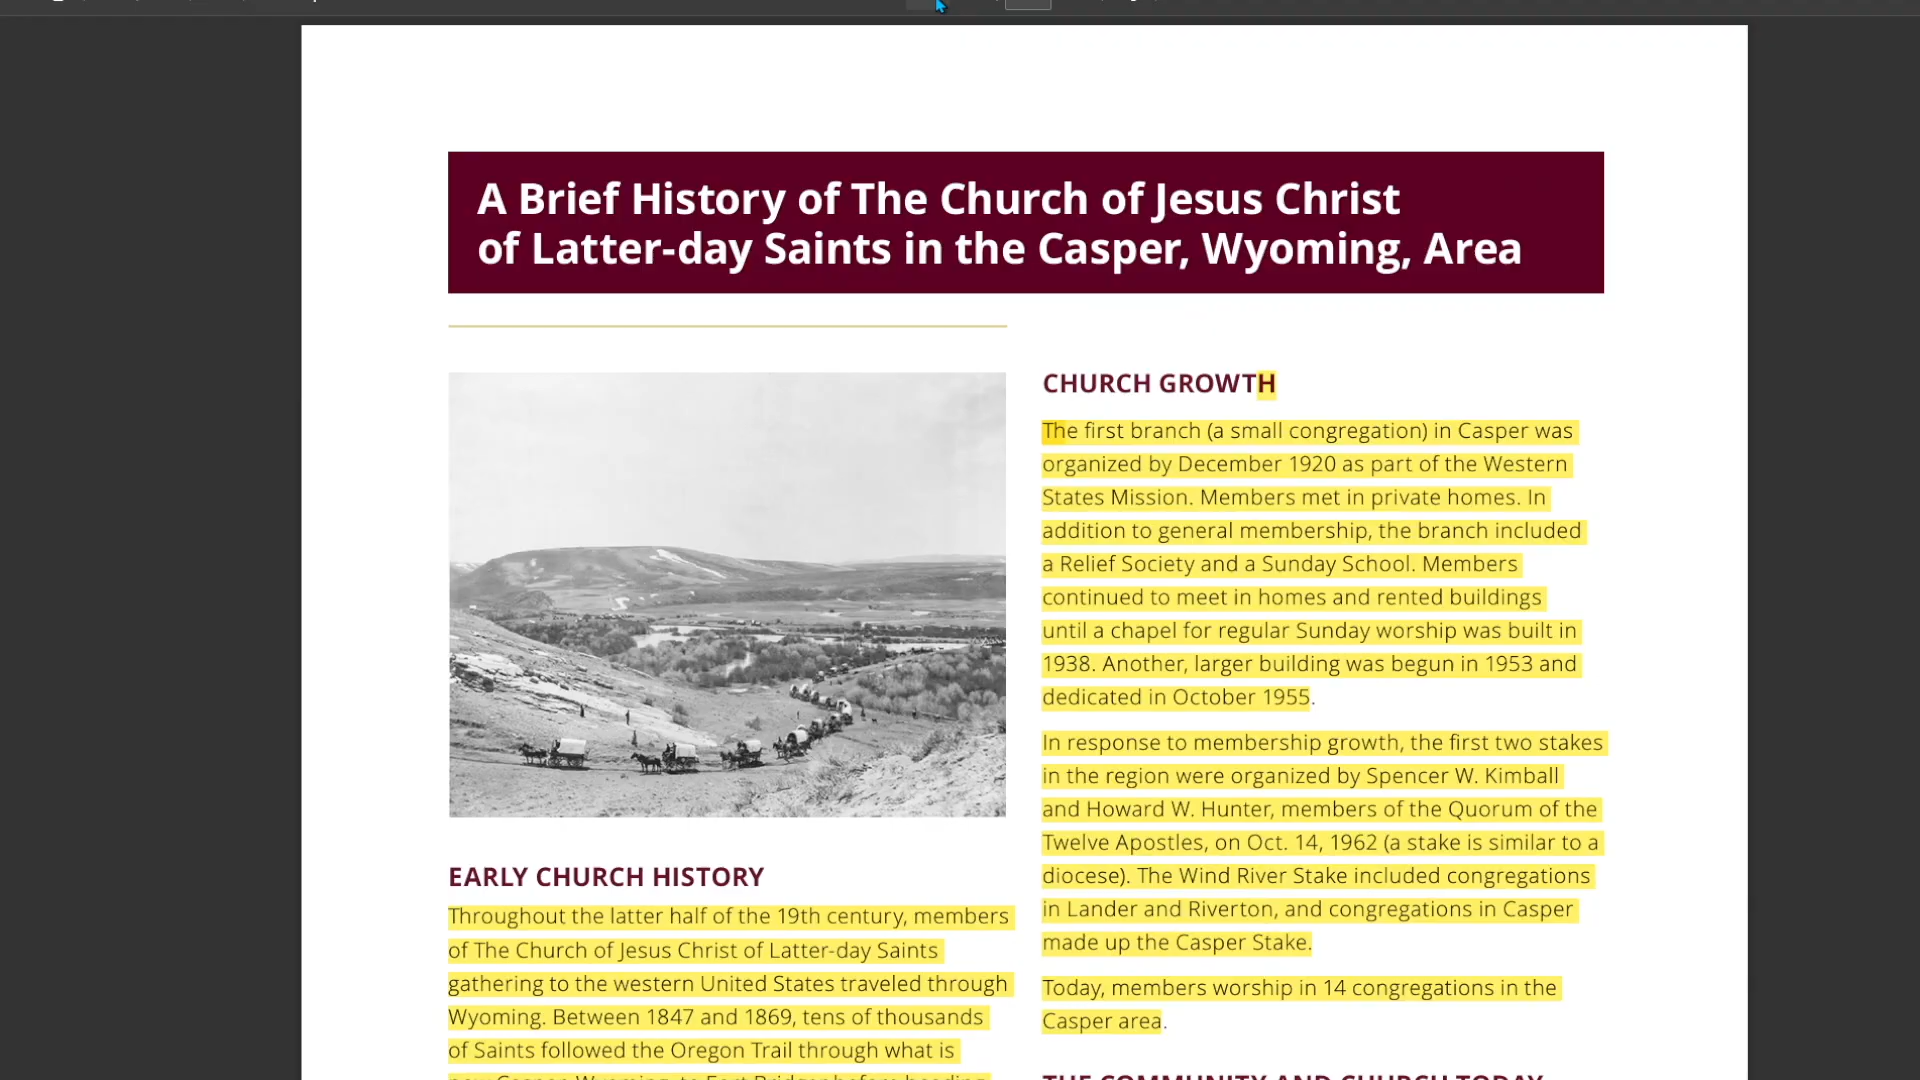 A Brief History of The Church of Jesus Christ
of Latter-day Saints in the Casper, Wyoming, Area
EARLY CHURCH HISTORY
Throughout the latter half of the 19th century, members
of The Church of Jesus Christ of Latter-day Saints
gathering to the western United States traveled through
Wyoming. Between 1847 and 1869, tens of thousands
of Saints followed the Oregon Trail through what is
CHURCH GROWTH
The first branch (a small congregation) in Casper was
organized by December 1920 as part of the Western
States Mission. Members met in private homes. In
addition to general membership, the branch included
a Relief Society and a Sunday School. Members
continued to meet in homes and rented buildings
until a chapel for regular Sunday worship was built in
1938. Another, larger building was begun in 1953 and
dedicated in October 1955.
In response to membership growth, the first two stakes
in the region were organized by Spencer W. Kimball
and Howard W. Hunter, members of the Quorum of the
Twelve Apostles, on Oct. 14, 1962 (a stake is similar to a
diocese). The Wind River Stake included congregations
in Lander and Riverton, and congregations in Casper
made up the Casper Stake.
Today, members worship in 14 congregations in the
Casper area.
THE COMMUNITY AND CHURCH TODAY